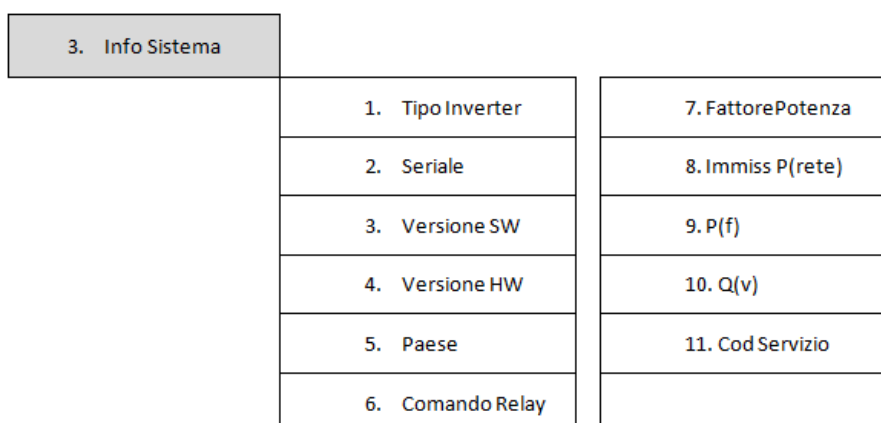 3. Info Sistema
1. Tipo Inverter
2. Seriale
3. Versione SW
4. Versione HW
5. Paese
6. Comando Relay
7. FattorePotenza
8. Immiss P(rete)
9. P(f)
10. Q(v)
11. Cod Servizio